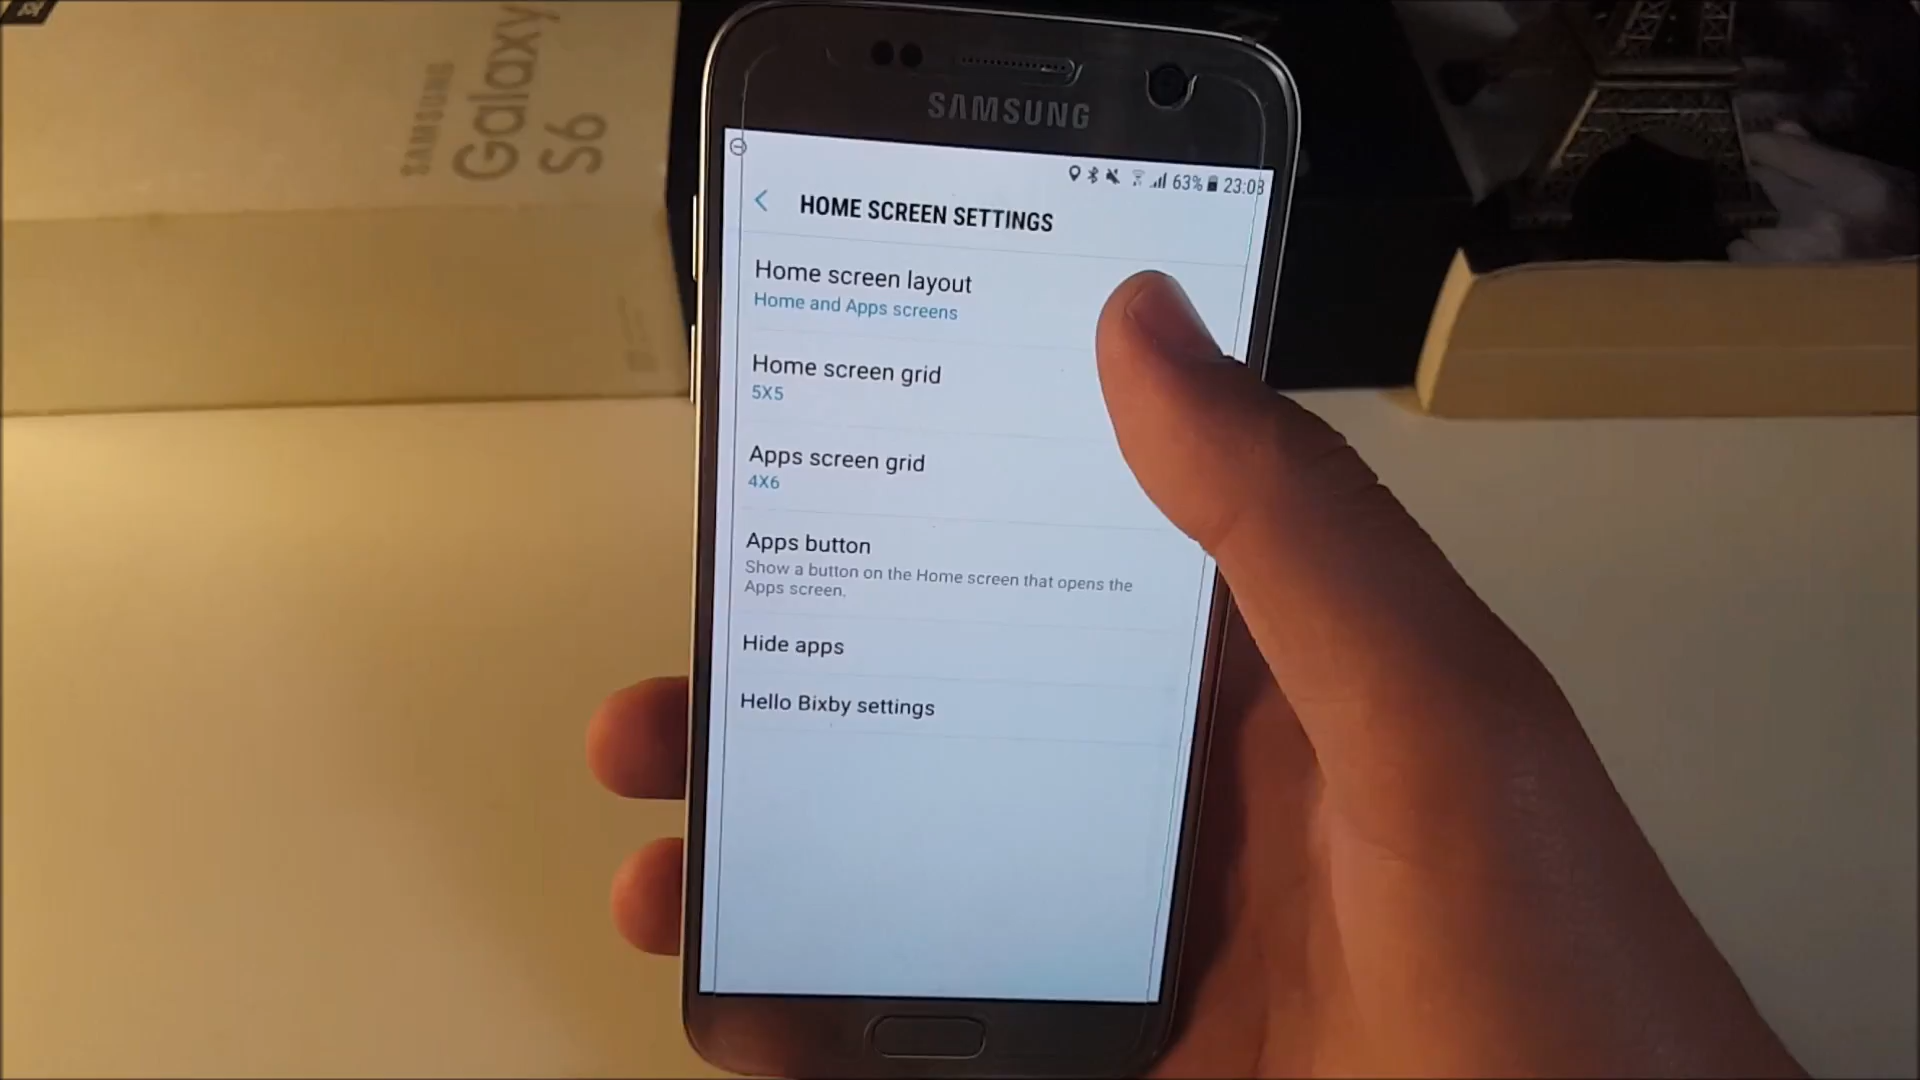 SAMSUNG
Galaxy
S6
SAMSUNG
63% 23:03
HOME SCREEN SETTINGS
Home screen layout
Home and Apps screens
Home screen grid
5X5
Apps screen grid
4X6
Apps button
Show a button on the Home screen that opens the
Apps screen.
Hide apps
Hello Bixby settings